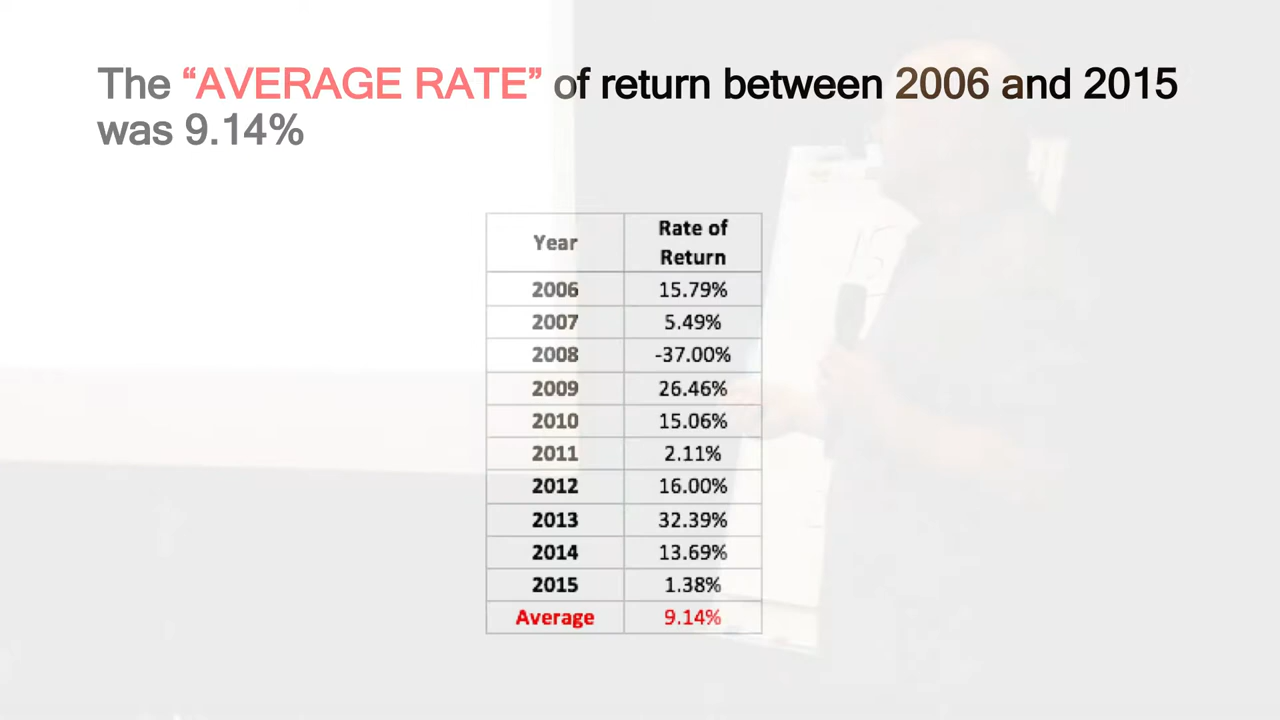 The “AVERAGE RATE” of return between 2006 and 2015
was 9.14%
Year Rate of Return
2006 15.79%
2007 5.49%
2008 -37.00%
2009 26.46%
2010 15.06%
2011 2.11%
2012 16.00%
2013 32.39%
2014 13.69%
2015 1.38%
Average 9.14%